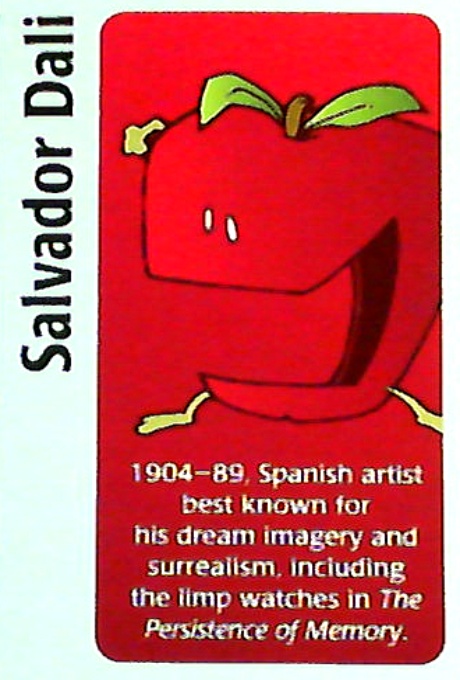 Salvador Dali
1904–89, Spanish artist
best known for
his dream imagery and
surrealism, including
the limp watches in The
Persistence of Memory.